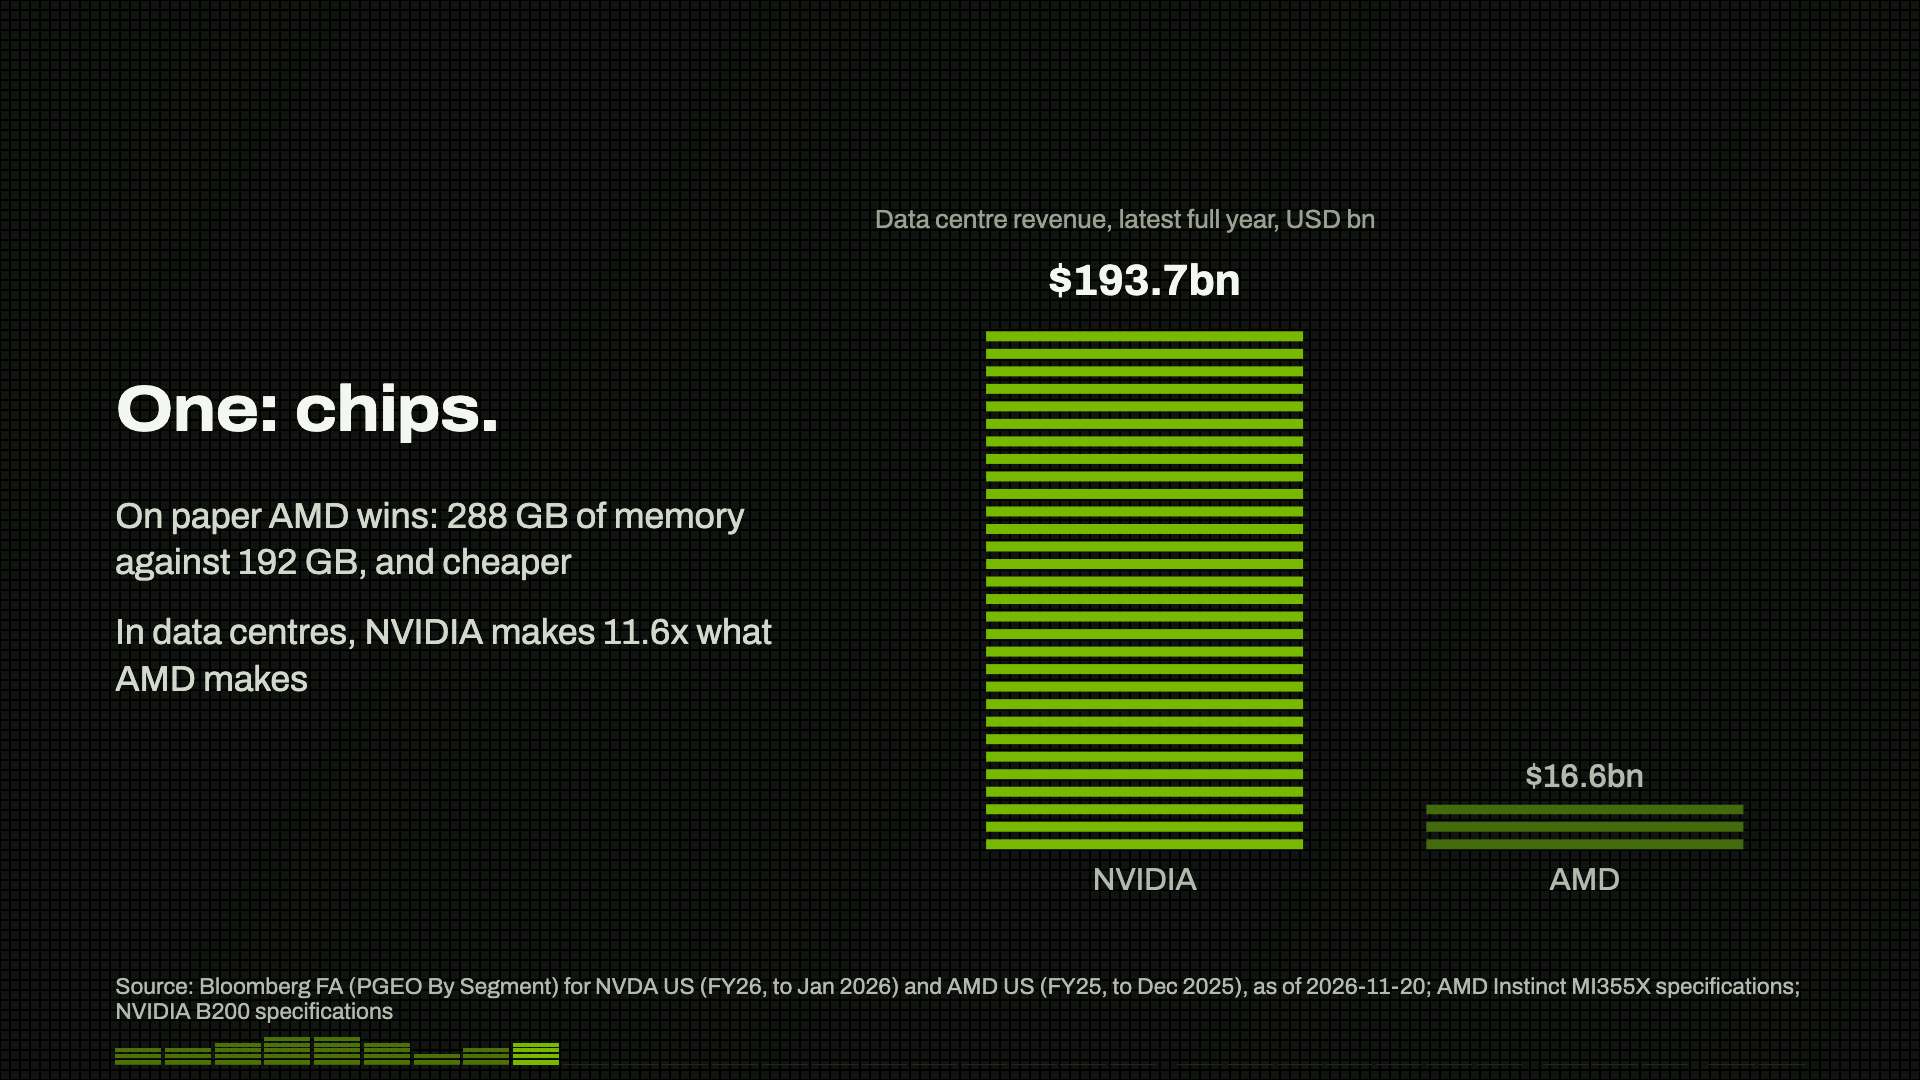 One: chips.
On paper AMD wins: 288 GB of memory
against 192 GB, and cheaper
In data centres, NVIDIA makes 11.6x what
AMD makes
Data centre revenue, latest full year, USD bn
$193.7bn
$16.6bn
NVIDIA
AMD
Source: Bloomberg FA (PGEO By Segment) for NVDA US (FY26, to Jan 2026) and AMD US (FY25, to Dec 2025), as of 2026-11-20; AMD Instinct MI355X specifications;
NVIDIA B200 specifications